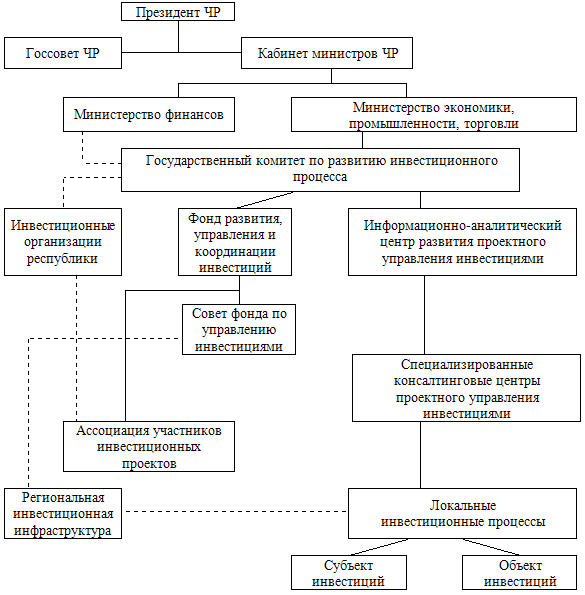 Президент ЧР
Госсовет ЧР
Кабинет министров ЧР
Министерство финансов
Министерство экономики,
промышленности, торговли
Государственный комитет по развитию инвестиционного
процесса
Инвестиционные
организации
республики
Фонд развития,
управления и
координации
инвестиций
Информационно-аналитический
центр развития проектного
управления инвестициями
Совет фонда по
управлению
инвестициями
Специализированные
консалтинговые центры
проектного управления
инвестициями
Ассоциация участников
инвестиционных
проектов
Региональная
инвестиционная
инфраструктура
Локальные
инвестиционные процессы
Субъект
инвестиций
Объект
инвестиций